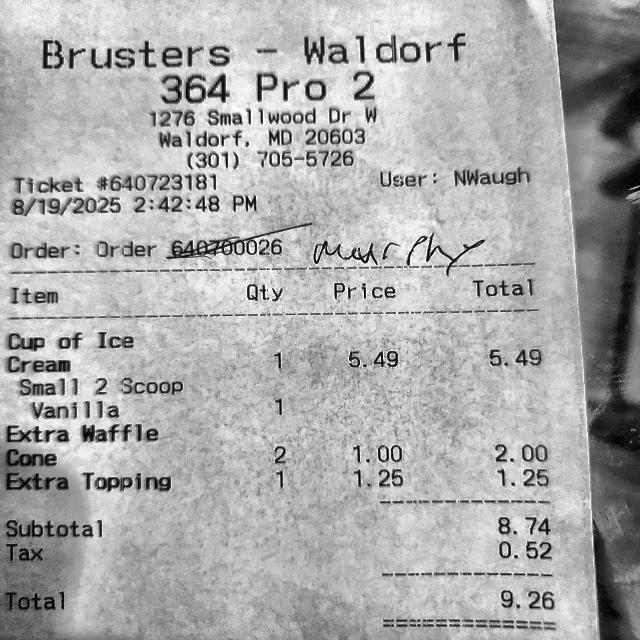 Brusters - Waldorf
364 Pro 2
1276 Smallwood Dr W
Waldorf, MD 20603
(301) 705-5726
Ticket #640723181 User: NWaugh
8/19/2025 2:42:48 PM
Order: Order 640700026 Murphy
Item Qty Price Total
Cup of Ice
Cream 1 5.49 5.49
Small 2 Scoop
Vanilla 1
Extra Waffle
Cone 2 1.00 2.00
Extra Topping 1 1.25 1.25
Subtotal 8.74
Tax 0.52
Total 9.26